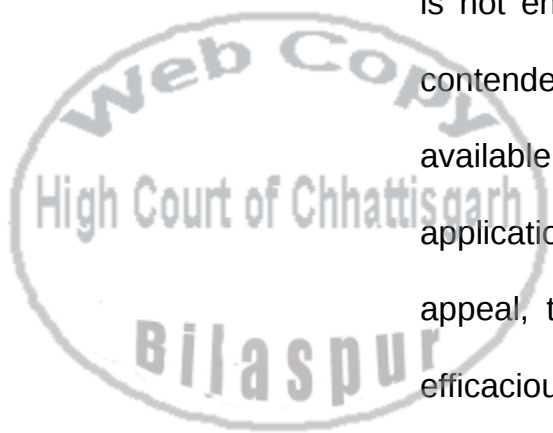 is not en
contende
available
applicatio
appeal, t
efficaciou
Web Copy
High Court of Chhattisgarh
Bilaspur